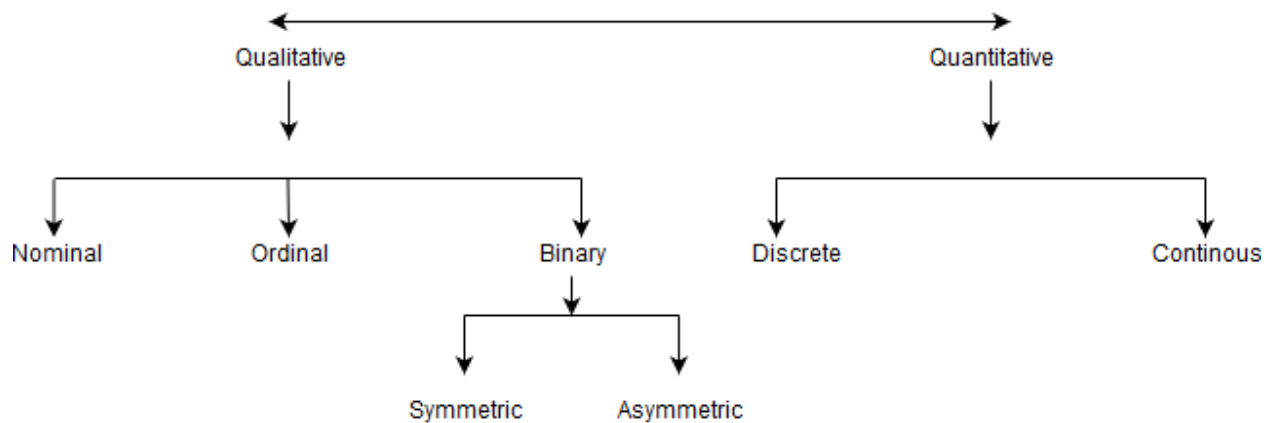 Qualitative Quantitative
Nominal Ordinal Binary Discrete Continous
Symmetric Asymmetric